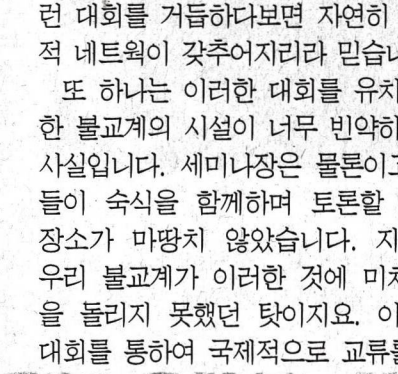 런 대회를 거듭하다보면 자연히
적 네트웍이 갖추어지리라 믿습니
또 하나는 이러한 대회를 유치
한 불교계의 시설이 너무 빈약하
사실입니다. 세미나장은 물론이고
들이 숙식을 함께하며 토론할
장소가 마땅치 않았습니다. 지
우리 불교계가 이러한 것에 미처
을 돌리지 못했던 탓이지요. 이
대회를 통하여 국제적으로 교류를